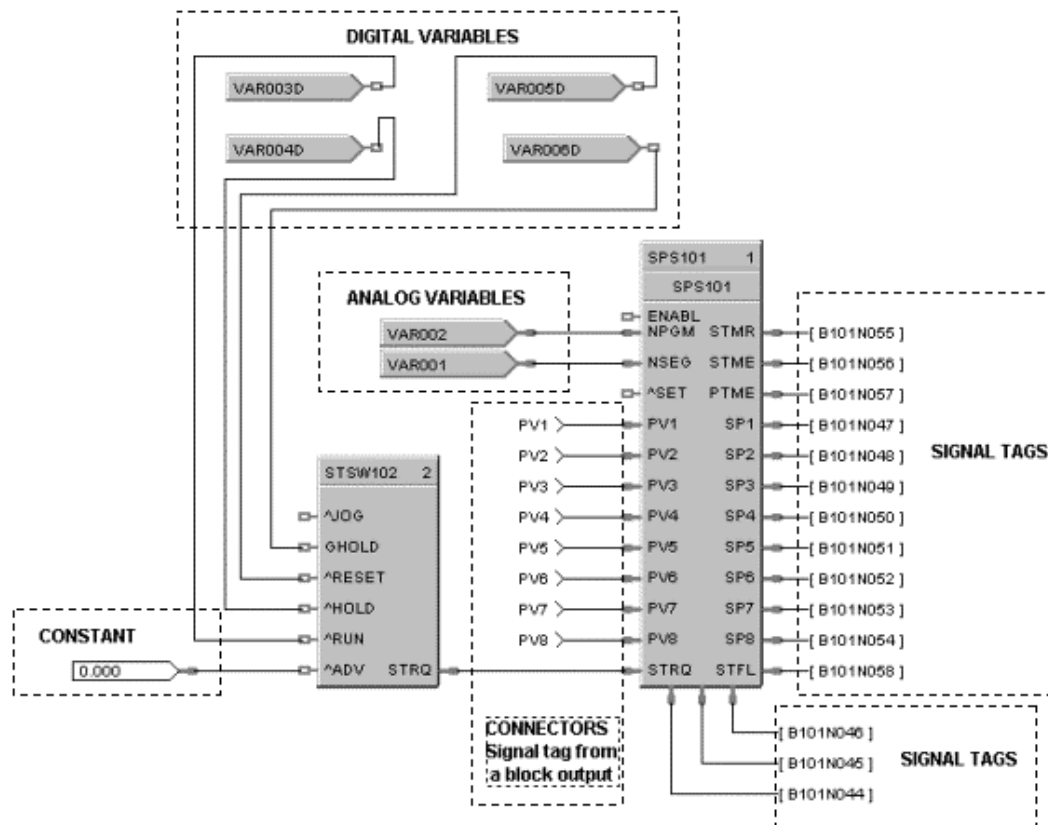 DIGITAL VARIABLES
VAR003D
VAR005D
VAR004D
VAR006D
SPS101 1
SPS101
ANALOG VARIABLES
VAR002
VAR001
ENABL
NPGM STMR
[ B101N055 ]
NSEG STME
[ B101N056 ]
^SET PTME
[ B101N057 ]
PV1
PV1 SP1
[ B101N047 ]
PV2
PV2 SP2
[ B101N048 ]
SIGNAL TAGS
PV3
PV3 SP3
[ B101N049 ]
PV4
PV4 SP4
[ B101N050 ]
PV5
PV5 SP5
[ B101N051 ]
PV6
PV6 SP6
[ B101N052 ]
PV7
PV7 SP7
[ B101N053 ]
PV8
PV8 SP8
[ B101N054 ]
STRQ STFL
[ B101N058 ]
STSW102 2
^JOG
GHOLD
^RESET
^HOLD
^RUN
^ADV STRQ
CONSTANT
0.000
CONNECTORS
Signal tag from
a block output
[ B101N046 ]
[ B101N045 ]
[ B101N044 ]
SIGNAL TAGS